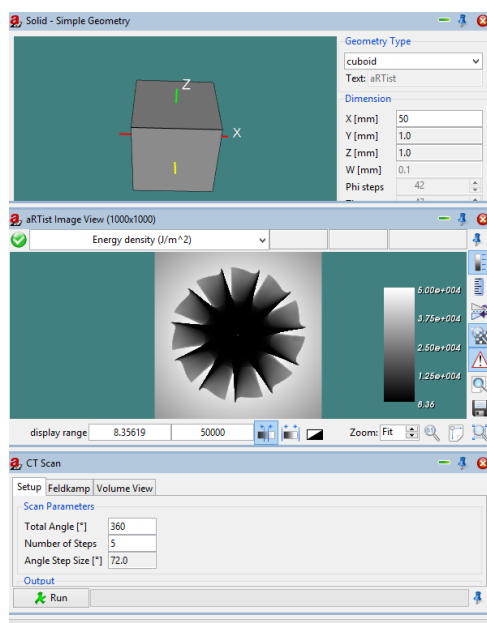 Solid - Simple Geometry
Geometry Type
cuboid
Text: aRTist
Z
X
Dimension
X [mm] 50
Y [mm] 1.0
Z [mm] 1.0
W [mm] 0.1
Phi steps 42
aRTist Image View (1000x1000)
Energy density (J/m^2)
5.00e+004
3.75e+004
2.50e+004
1.25e+004
8.36
display range 8.35619 50000 Zoom: Fit
CT Scan
Setup Feldkamp Volume View
Scan Parameters
Total Angle [°] 360
Number of Steps 5
Angle Step Size [°] 72.0
Output
Run